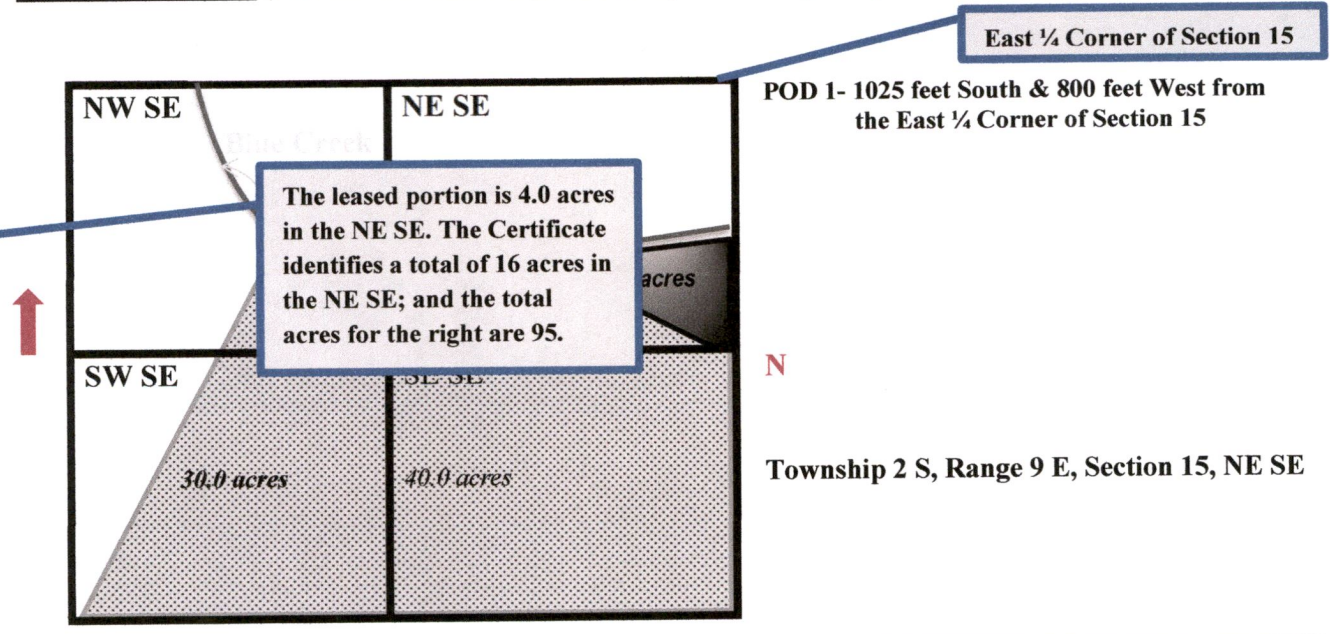 East ¼ Corner of Section 15
POD 1- 1025 feet South & 800 feet West from
the East ¼ Corner of Section 15
NW SE
NE SE
Blue Creek
The leased portion is 4.0 acres
in the NE SE. The Certificate
identifies a total of 16 acres in
the NE SE; and the total
acres for the right are 95.
acres
N
SW SE
SE SE
30.0 acres
40.0 acres
Township 2 S, Range 9 E, Section 15, NE SE